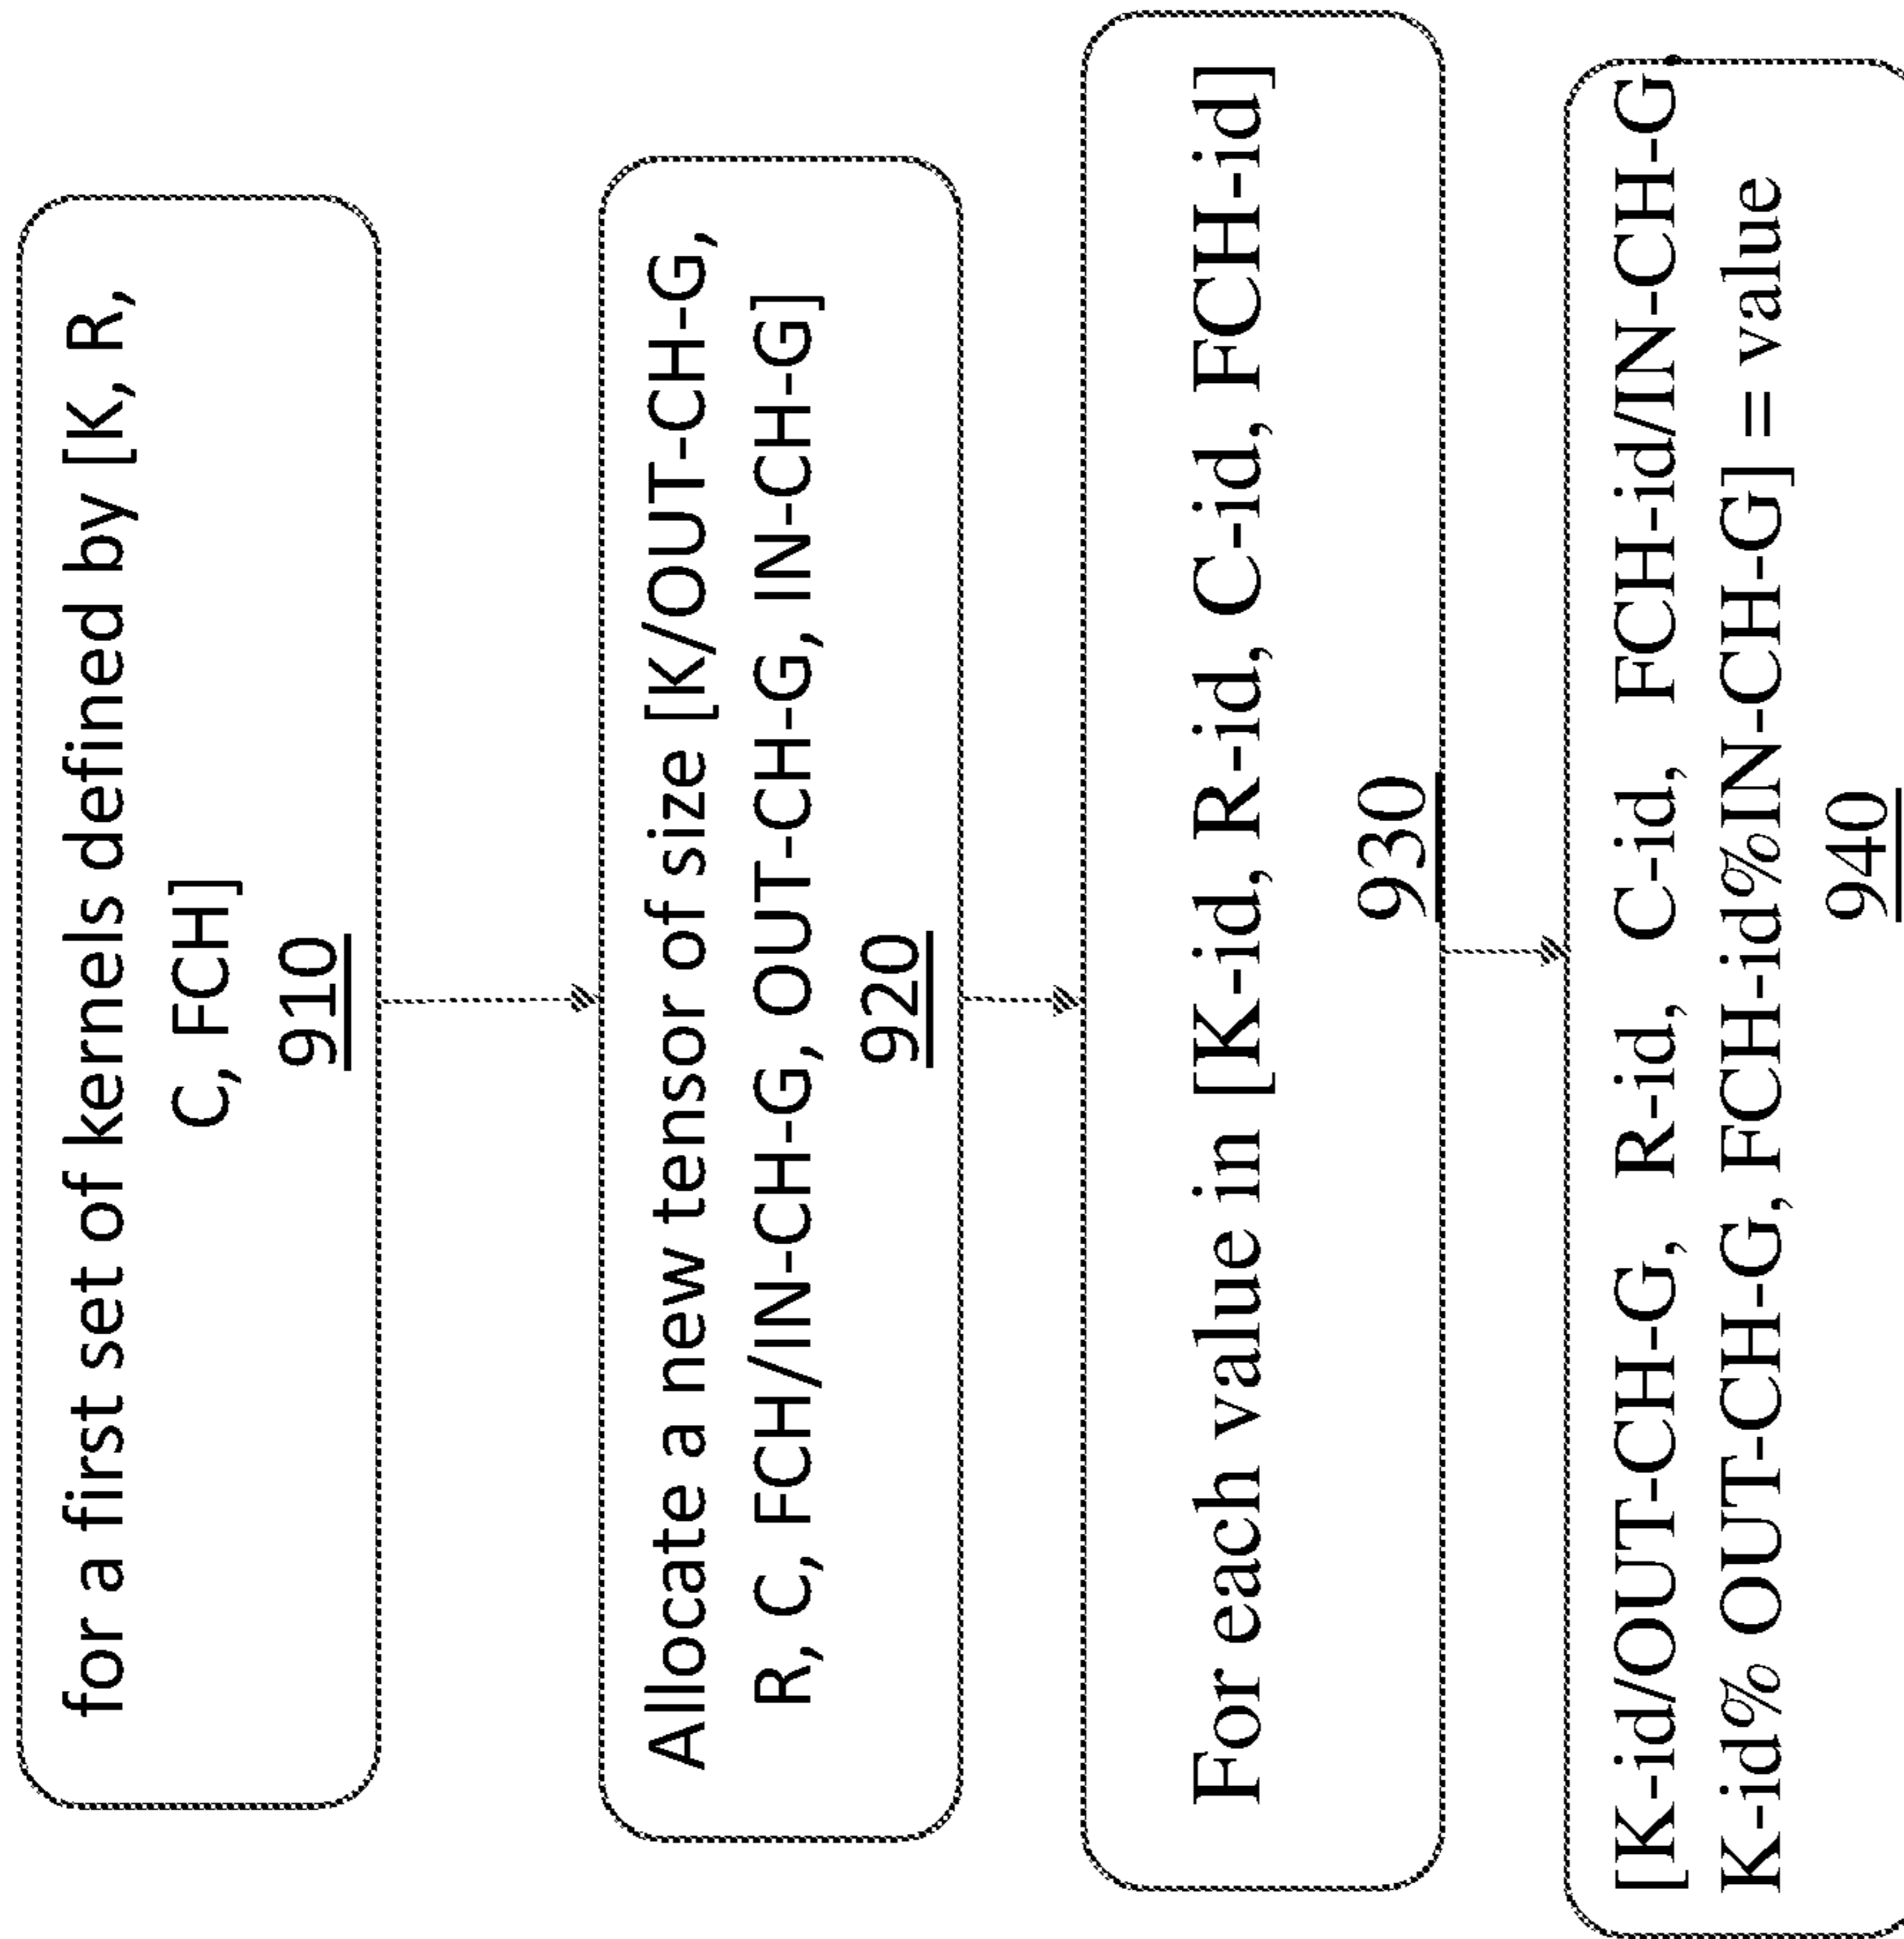 for a first set of kernels defined by [K, R,
C, FCH]
910
Allocate a new tensor of size [K/OUT-CH-G,
R, C, FCH/IN-CH-G, OUT-CH-G, IN-CH-G]
920
For each value in [K-id, R-id, C-id, FCH-id]
930
[K-id/OUT-CH-G, R-id, C-id, FCH-id/IN-CH-G,
K-id% OUT-CH-G, FCH-id%IN-CH-G] = value
940